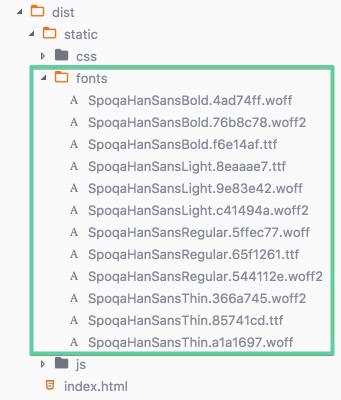 dist
static
css
fonts
SpoqaHanSansBold.4ad74ff.woff
SpoqaHanSansBold.76b8c78.woff2
SpoqaHanSansBold.f6e14af.ttf
SpoqaHanSansLight.8eaaae7.ttf
SpoqaHanSansLight.9e83e42.woff
SpoqaHanSansLight.c41494a.woff2
SpoqaHanSansRegular.5ffec77.woff
SpoqaHanSansRegular.65f1261.ttf
SpoqaHanSansRegular.544112e.woff2
SpoqaHanSansThin.366a745.woff2
SpoqaHanSansThin.85741cd.ttf
SpoqaHanSansThin.a1a1697.woff
js
index.html